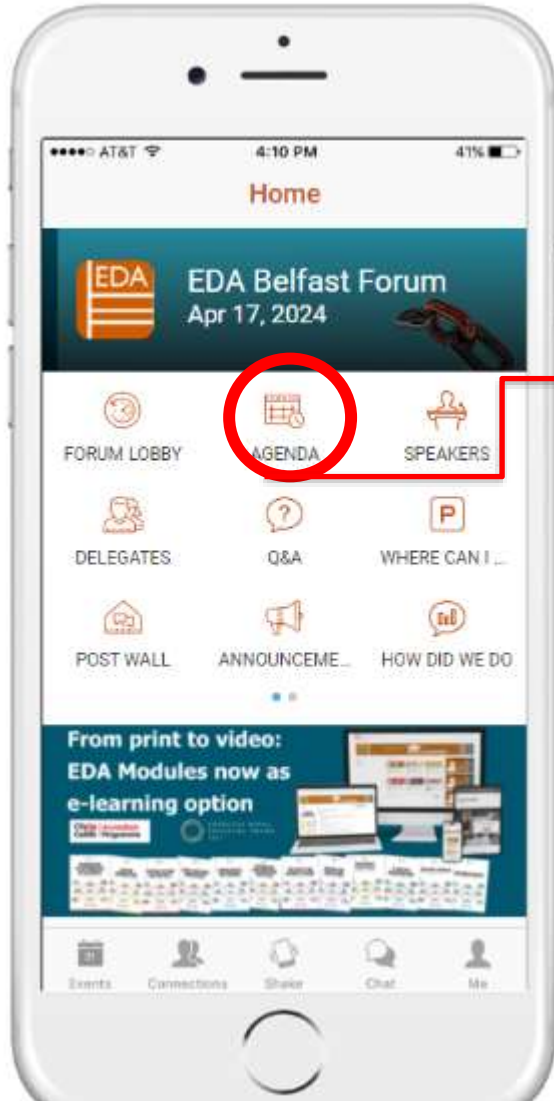 AT&T 4:10 PM 41%
Home
EDA
EDA Belfast Forum
Apr 17, 2024
FORUM LOBBY AGENDA SPEAKERS
DELEGATES Q&A WHERE CAN I ...
POST WALL ANNOUNCEME... HOW DID WE DO
From print to video:
EDA Modules now as
e-learning option
Events Connections Shake Chat Me